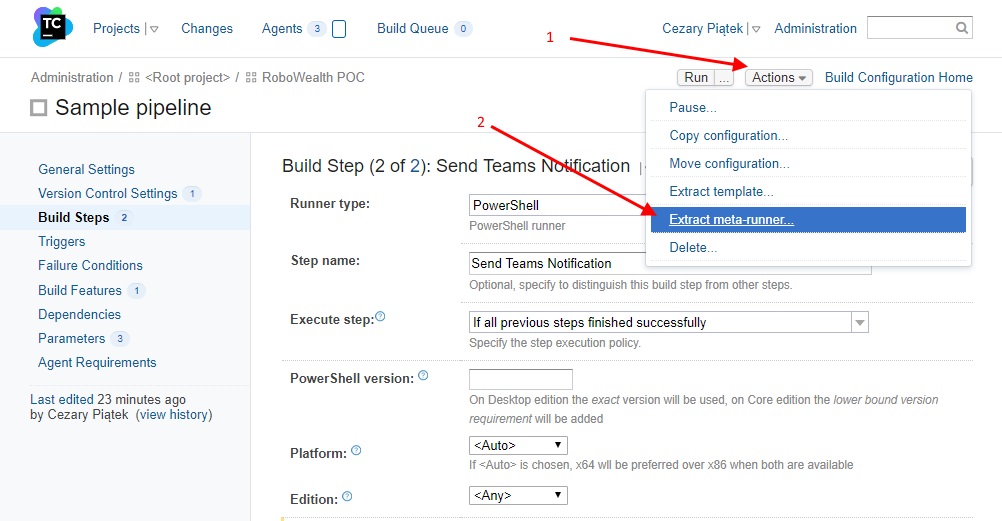 TC
Projects | Changes Agents 3 Build Queue 0 Cezary Piątek | Administration
1
Administration / <Root project> / RoboWealth POC Run ... Actions Build Configuration Home
Sample pipeline
Pause...
2
Copy configuration...
Move configuration...
Extract template...
Extract meta-runner...
Delete...
General Settings
Version Control Settings 1
Build Steps 2
Triggers
Failure Conditions
Build Features 1
Dependencies
Parameters 3
Agent Requirements
Last edited 23 minutes ago
by Cezary Piątek (view history)
Build Step (2 of 2): Send Teams Notification |
Runner type: PowerShell
PowerShell runner
Step name: Send Teams Notification
Optional, specify to distinguish this build step from other steps.
Execute step: ? If all previous steps finished successfully
Specify the step execution policy.
PowerShell version: ?
On Desktop edition the exact version will be used, on Core edition the lower bound version
requirement will be added
Platform: ? <Auto>
If <Auto> is chosen, x64 wll be preferred over x86 when both are available
Edition: ? <Any>